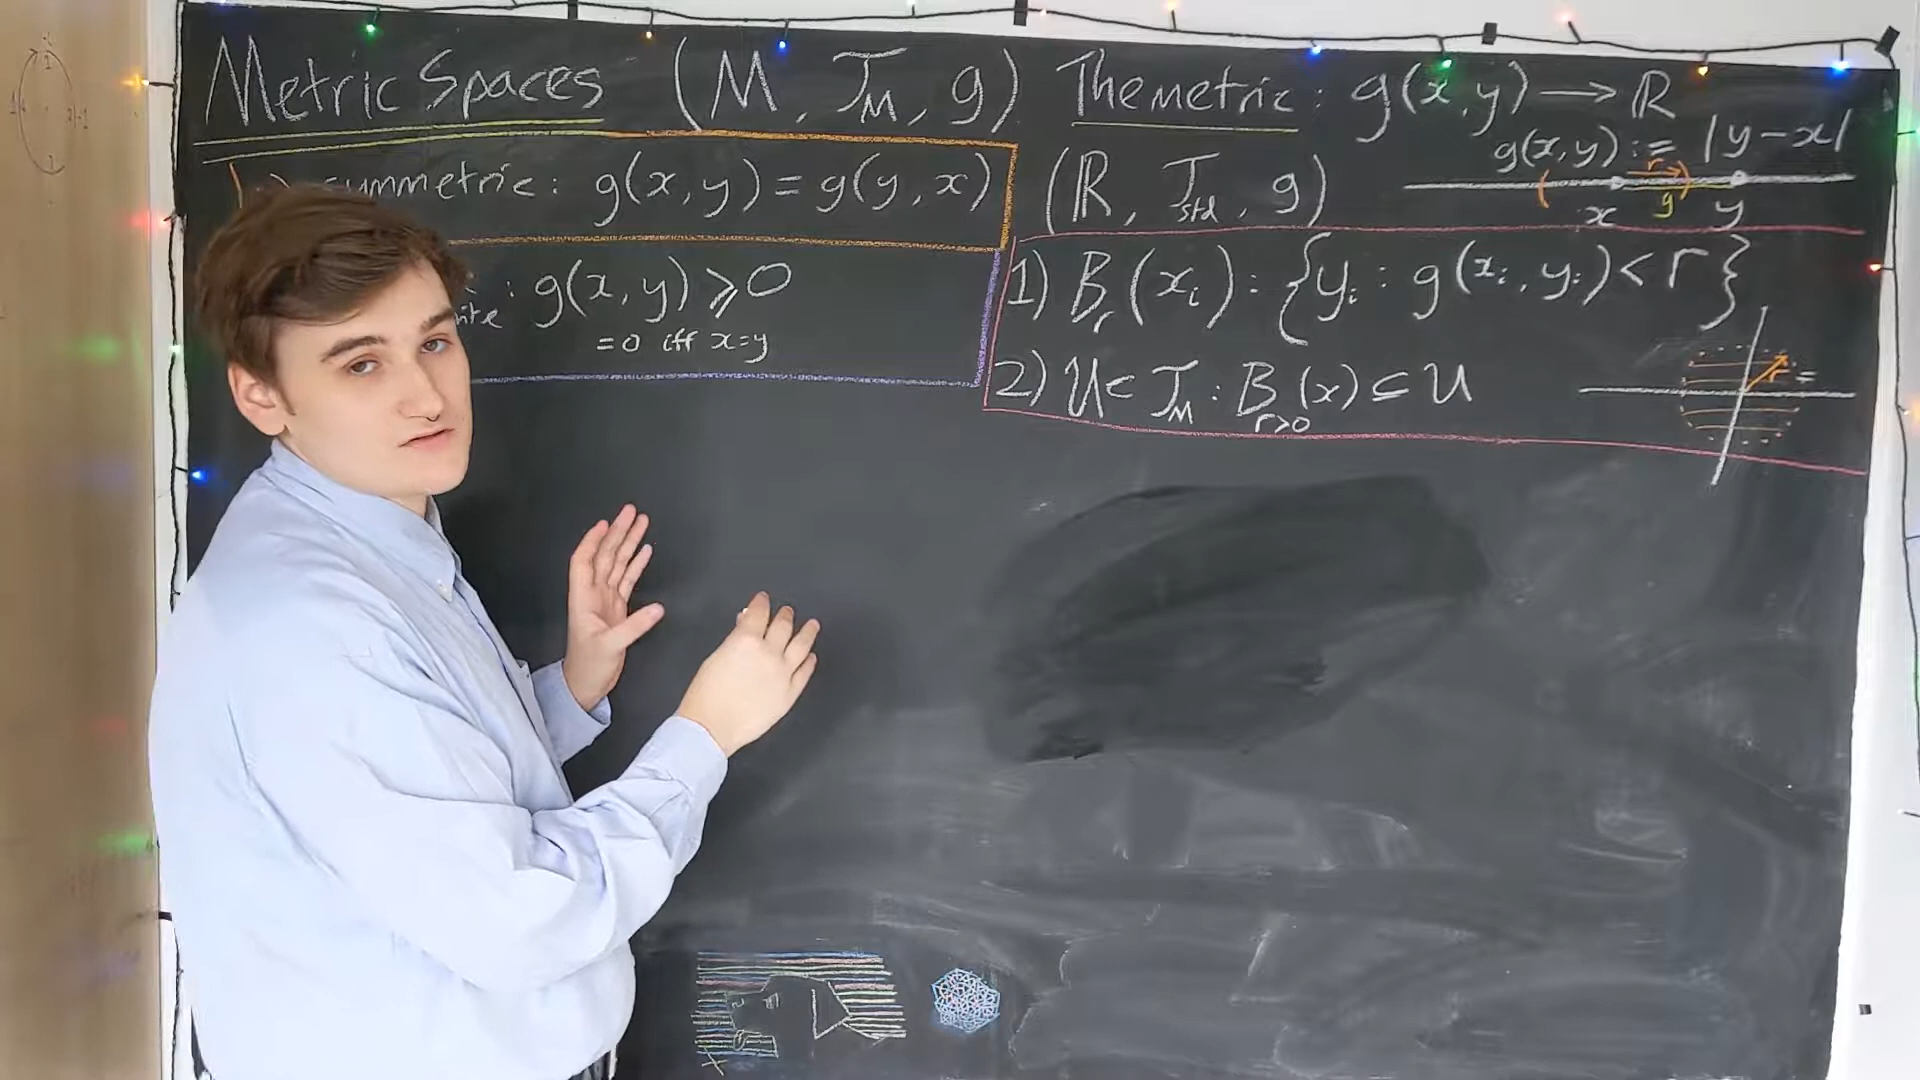 Metric Spaces (M, T_M, g) The metric: g(x,y) → ℝ
g(x,y) := |y-x|
symmetric: g(x,y) = g(y,x)
(ℝ, T_std, g)
r
x g y
: g(x,y) ⩾ 0
=0 iff x=y
1) B_r(x_i): {y_i : g(x_i, y_i) < r}
2) U ⊂ T_M : B_{r>0}(x) ⊆ U
r =